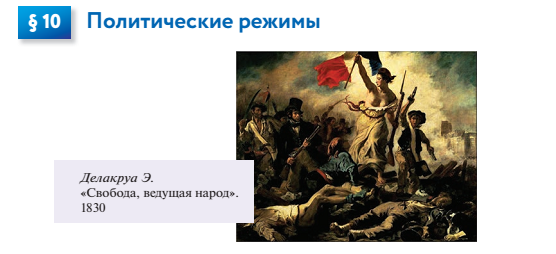 § 10 Политические режимы
Делакруа Э.
«Свобода, ведущая народ».
1830